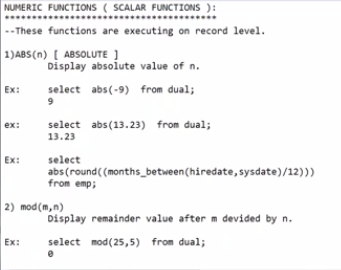 NUMERIC FUNCTIONS ( SCALAR FUNCTIONS ):
****************************************
--These functions are executing on record level.
1)ABS(n) [ ABSOLUTE ]
Display absolute value of n.
Ex: select abs(-9) from dual;
9
ex: select abs(13.23) from dual;
13.23
Ex: select
abs(round((months_between(hiredate,sysdate)/12)))
from emp;
2) mod(m,n)
Display remainder value after m devided by n.
Ex: select mod(25,5) from dual;
0